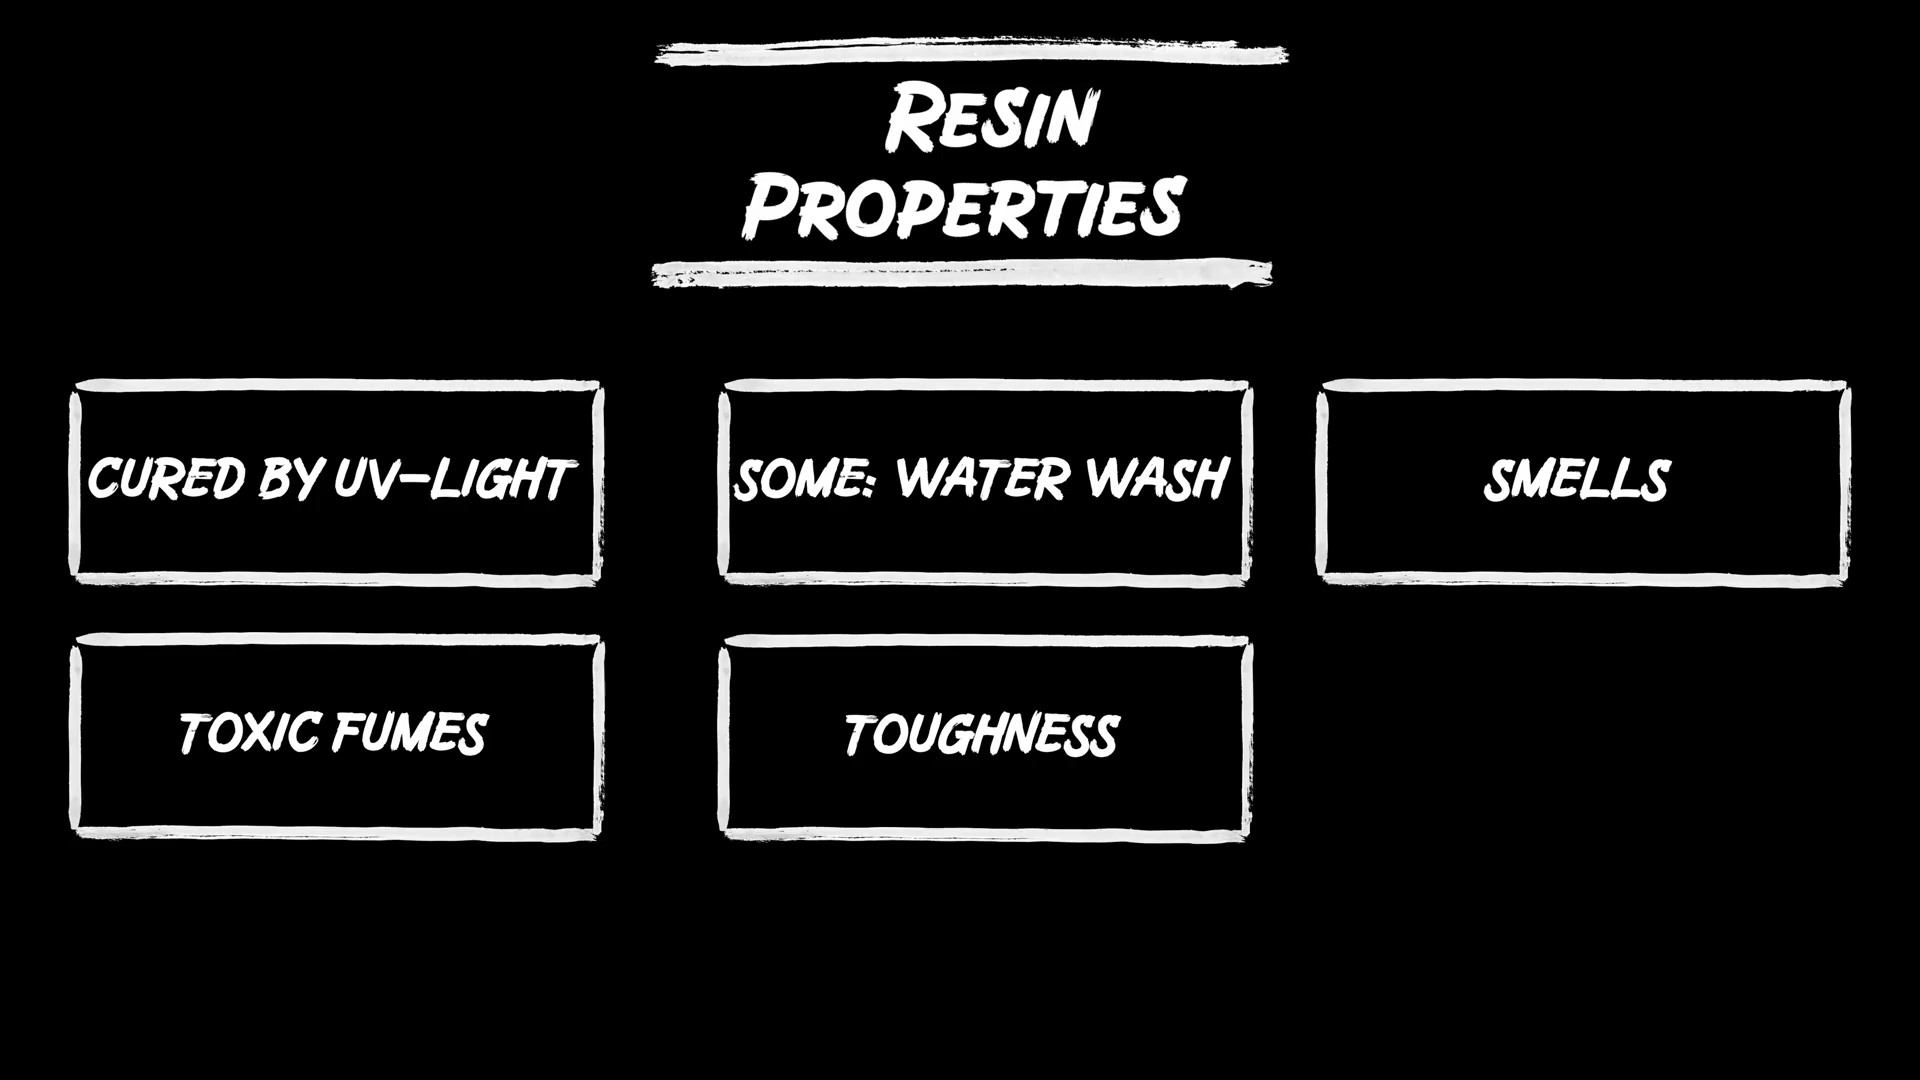 RESIN
PROPERTIES
CURED BY UV-LIGHT
SOME: WATER WASH
SMELLS
TOXIC FUMES
TOUGHNESS